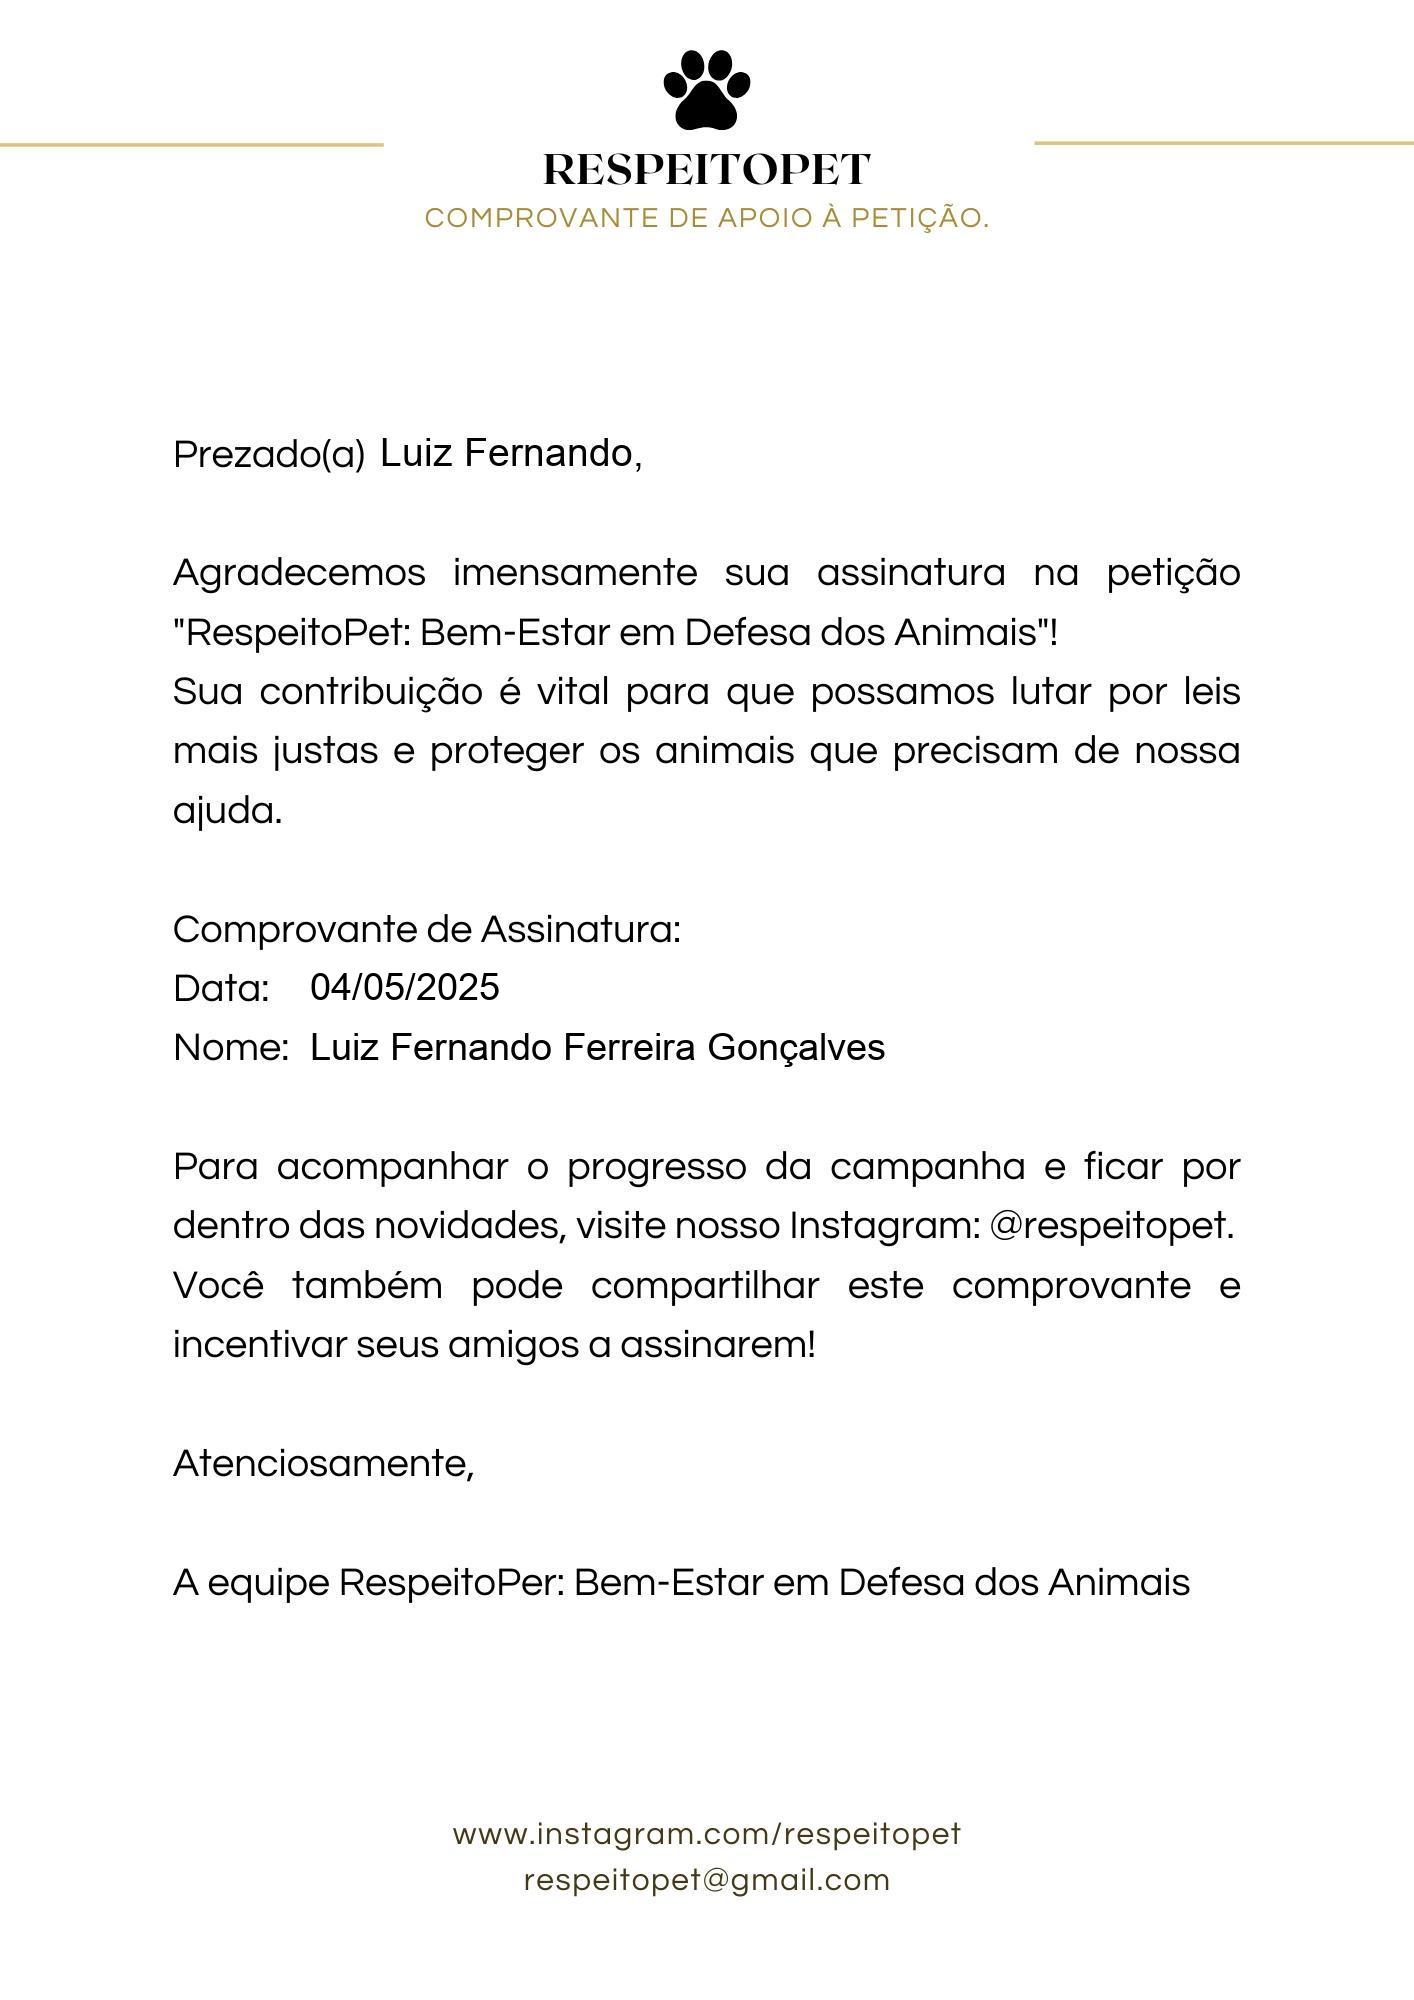 RESPEITOPET
COMPROVANTE DE APOIO À PETIÇÃO.
Prezado(a) Luiz Fernando,
Agradecemos imensamente sua assinatura na petição
"RespeitoPet: Bem-Estar em Defesa dos Animais"!
Sua contribuição é vital para que possamos lutar por leis
mais justas e proteger os animais que precisam de nossa
ajuda.
Comprovante de Assinatura:
Data: 04/05/2025
Nome: Luiz Fernando Ferreira Gonçalves
Para acompanhar o progresso da campanha e ficar por
dentro das novidades, visite nosso Instagram: @respeitopet.
Você também pode compartilhar este comprovante e
incentivar seus amigos a assinarem!
Atenciosamente,
A equipe RespeitoPer: Bem-Estar em Defesa dos Animais
www.instagram.com/respeitopet
respeitopet@gmail.com